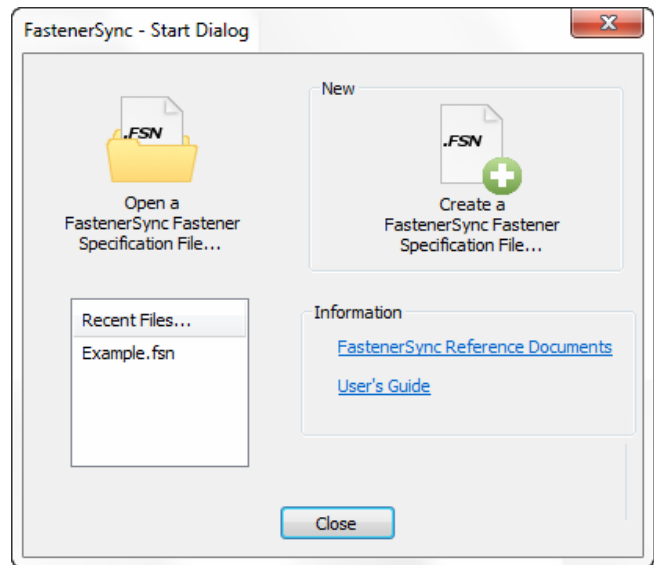 FastenerSync - Start Dialog
.FSN
Open a
FastenerSync Fastener
Specification File...
New
.FSN
Create a
FastenerSync Fastener
Specification File...
Recent Files...
Example.fsn
Information
FastenerSync Reference Documents
User's Guide
Close